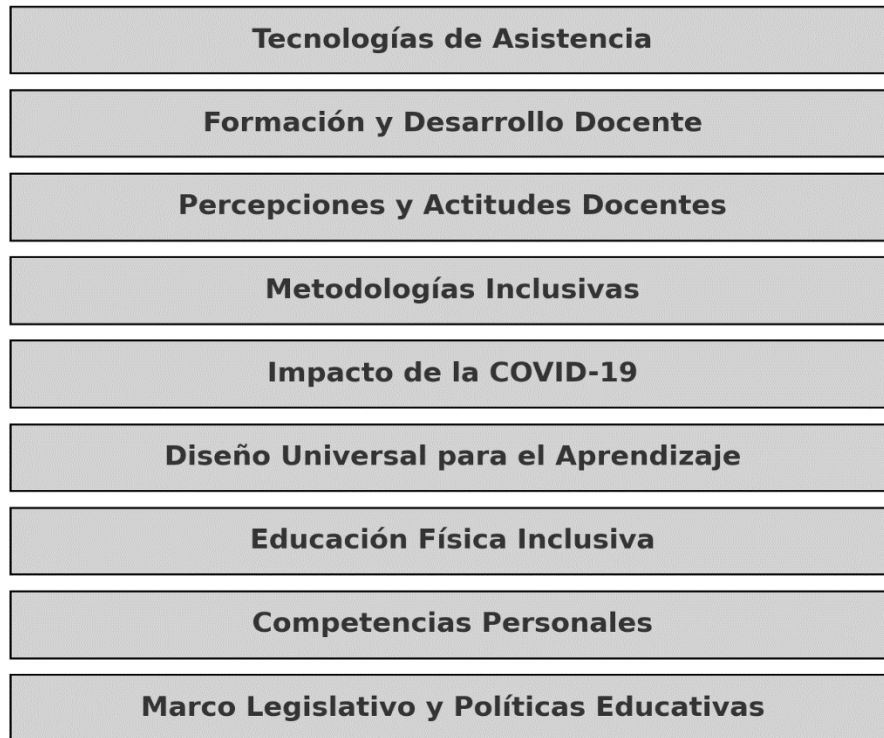 Tecnologías de Asistencia
Formación y Desarrollo Docente
Percepciones y Actitudes Docentes
Metodologías Inclusivas
Impacto de la COVID-19
Diseño Universal para el Aprendizaje
Educación Física Inclusiva
Competencias Personales
Marco Legislativo y Políticas Educativas